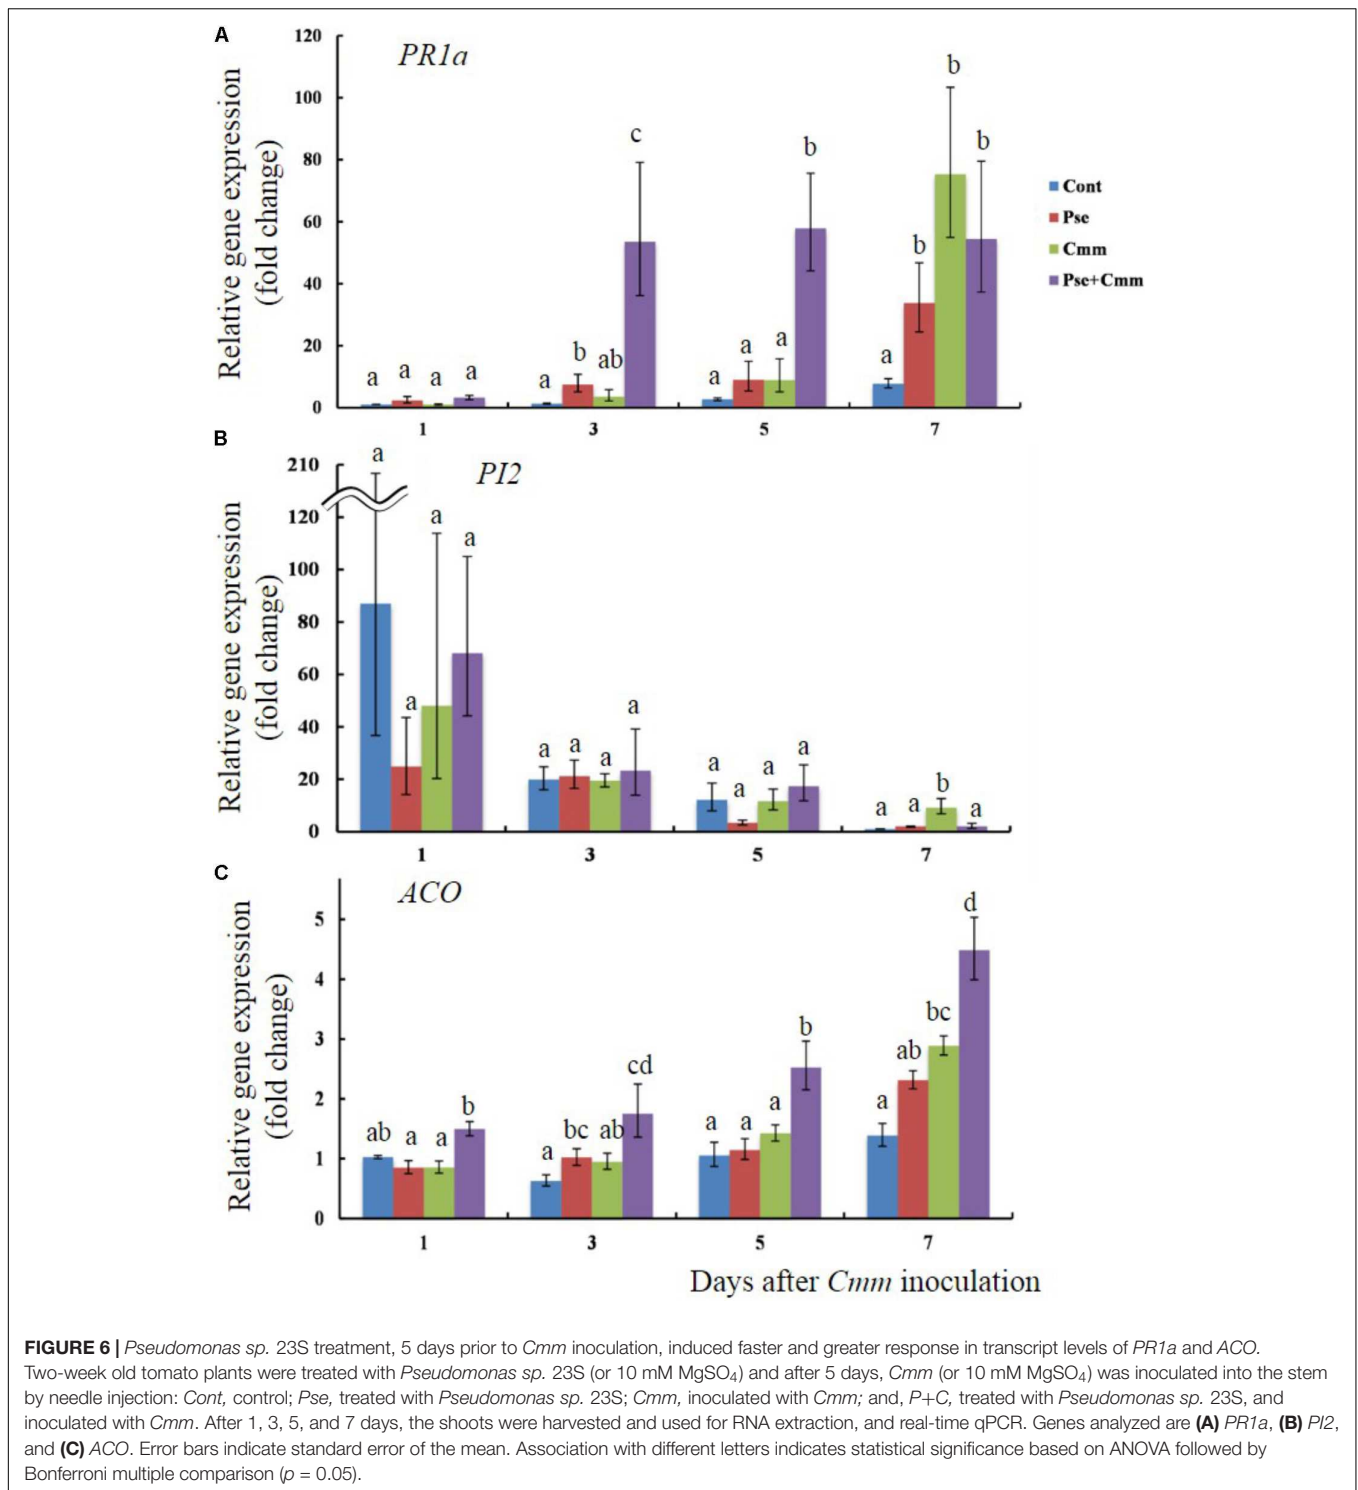 A
PR1a
Relative gene expression
(fold change)
120
100
80
60
40
20
0
a a a a
a b ab c
a a a b
a b b b
1 3 5 7
Cont
Pse
Cmm
Pse+Cmm
B
PI2
Relative gene expression
(fold change)
210
120
100
80
60
40
20
0
a a a a
a a a a
a a a a
a a b a
1 3 5 7
C
ACO
Relative gene expression
(fold change)
5
4
3
2
1
0
ab a a b
a bc ab cd
a a a b
a ab bc d
1 3 5 7
Days after Cmm inoculation
FIGURE 6 | Pseudomonas sp. 23S treatment, 5 days prior to Cmm inoculation, induced faster and greater response in transcript levels of PR1a and ACO.
Two-week old tomato plants were treated with Pseudomonas sp. 23S (or 10 mM MgSO₄) and after 5 days, Cmm (or 10 mM MgSO₄) was inoculated into the stem
by needle injection: Cont, control; Pse, treated with Pseudomonas sp. 23S; Cmm, inoculated with Cmm; and, P+C, treated with Pseudomonas sp. 23S, and
inoculated with Cmm. After 1, 3, 5, and 7 days, the shoots were harvested and used for RNA extraction, and real-time qPCR. Genes analyzed are (A) PR1a, (B) PI2,
and (C) ACO. Error bars indicate standard error of the mean. Association with different letters indicates statistical significance based on ANOVA followed by
Bonferroni multiple comparison (p = 0.05).